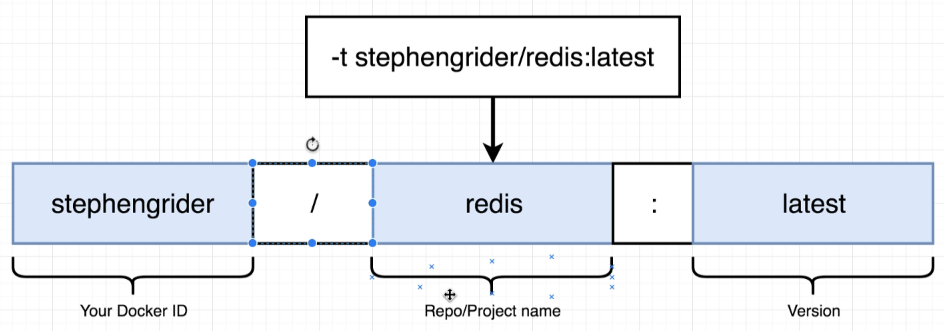 -t stephengrider/redis:latest
stephengrider / redis : latest
Your Docker ID Repo/Project name Version